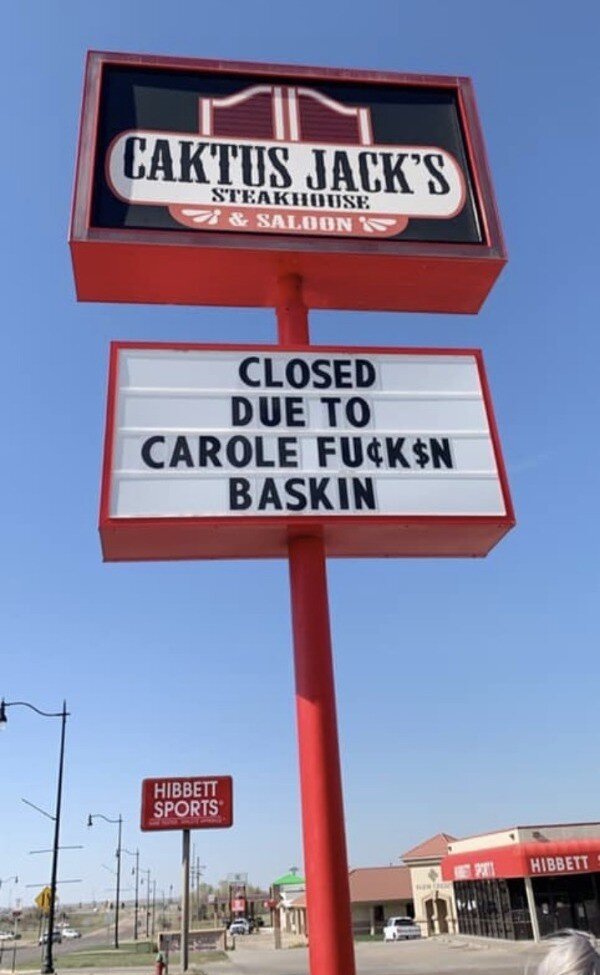 CAKTUS JACK'S
STEAKHOUSE
& SALOON
CLOSED
DUE TO
CAROLE FU¢K$N
BASKIN
HIBBETT
SPORTS
HIBBETT